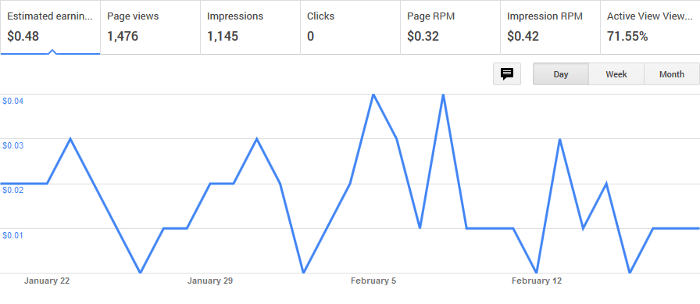 Estimated earnin...
$0.48
Page views
1,476
Impressions
1,145
Clicks
0
Page RPM
$0.32
Impression RPM
$0.42
Active View View...
71.55%
Day
Week
Month
$0.04
$0.03
$0.02
$0.01
January 22
January 29
February 5
February 12